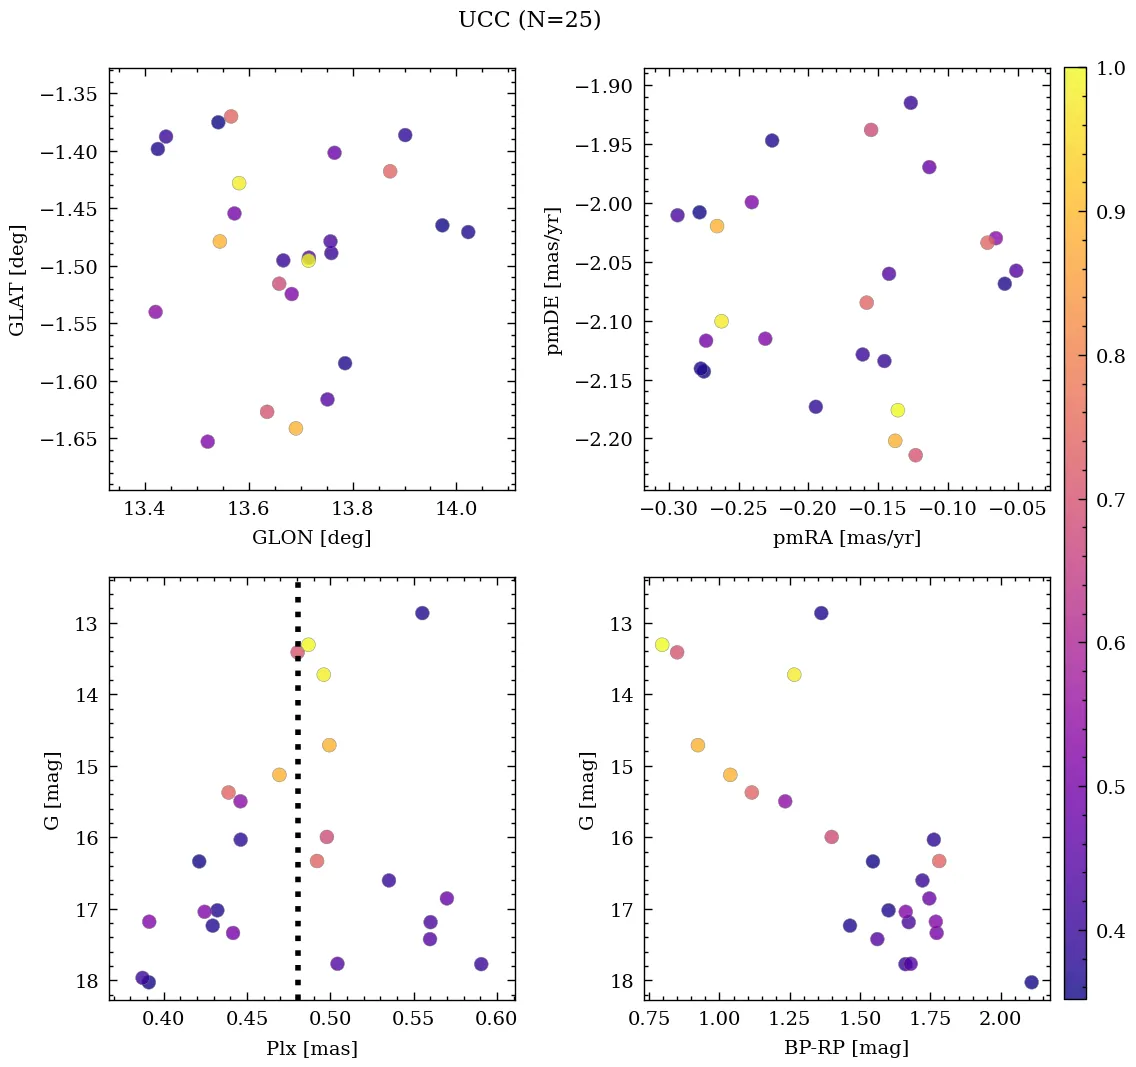 UCC (N=25)
−1.35
−1.40
−1.45
−1.50
−1.55
−1.60
−1.65
GLAT [deg]
13.4 13.6 13.8 14.0
GLON [deg]
−1.90
−1.95
−2.00
−2.05
−2.10
−2.15
−2.20
pmDE [mas/yr]
−0.30 −0.25 −0.20 −0.15 −0.10 −0.05
pmRA [mas/yr]
13
14
15
16
17
18
G [mag]
0.40 0.45 0.50 0.55 0.60
Plx [mas]
13
14
15
16
17
18
G [mag]
0.75 1.00 1.25 1.50 1.75 2.00
BP-RP [mag]
1.0
0.9
0.8
0.7
0.6
0.5
0.4